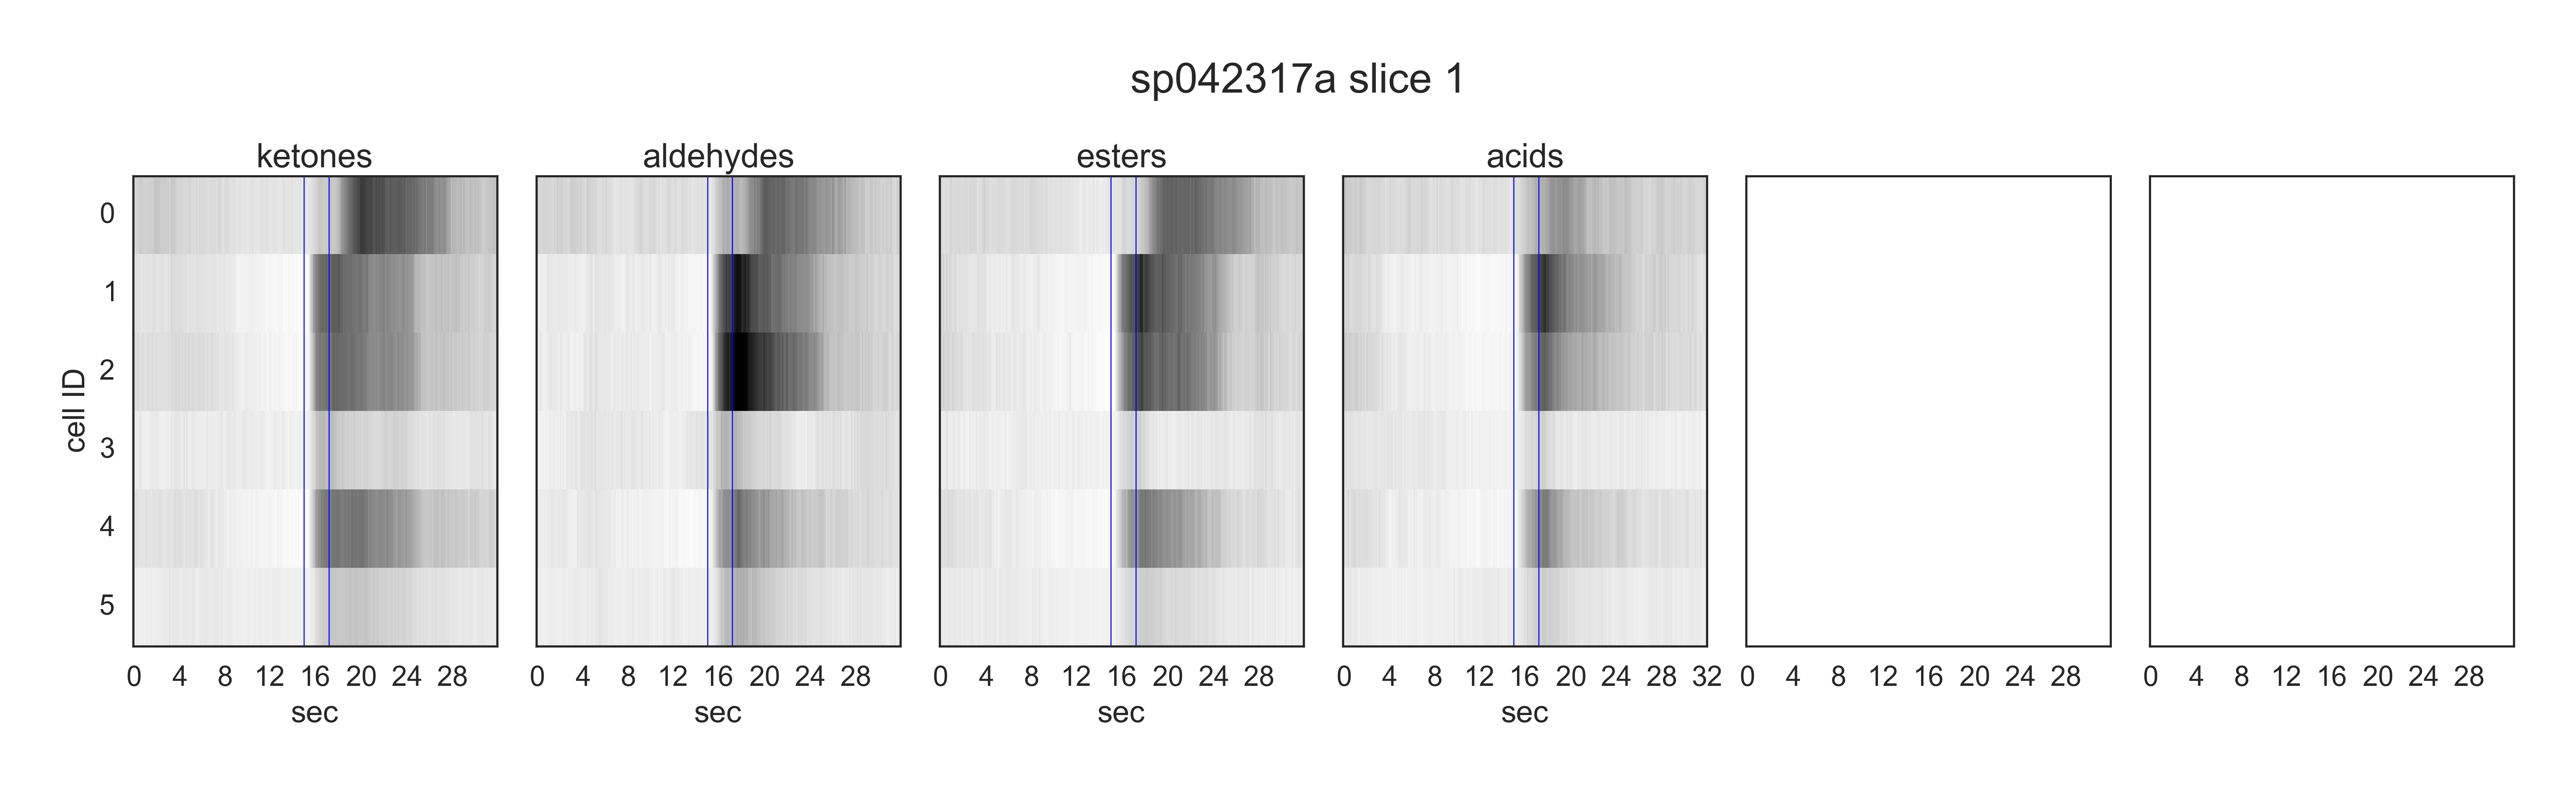 sp042317a slice 1
ketones aldehydes esters acids
cell ID
0
1
2
3
4
5
0 4 8 12 16 20 24 28
0 4 8 12 16 20 24 28
0 4 8 12 16 20 24 28
0 4 8 12 16 20 24 28 32
0 4 8 12 16 20 24 28
0 4 8 12 16 20 24 28
sec sec sec sec